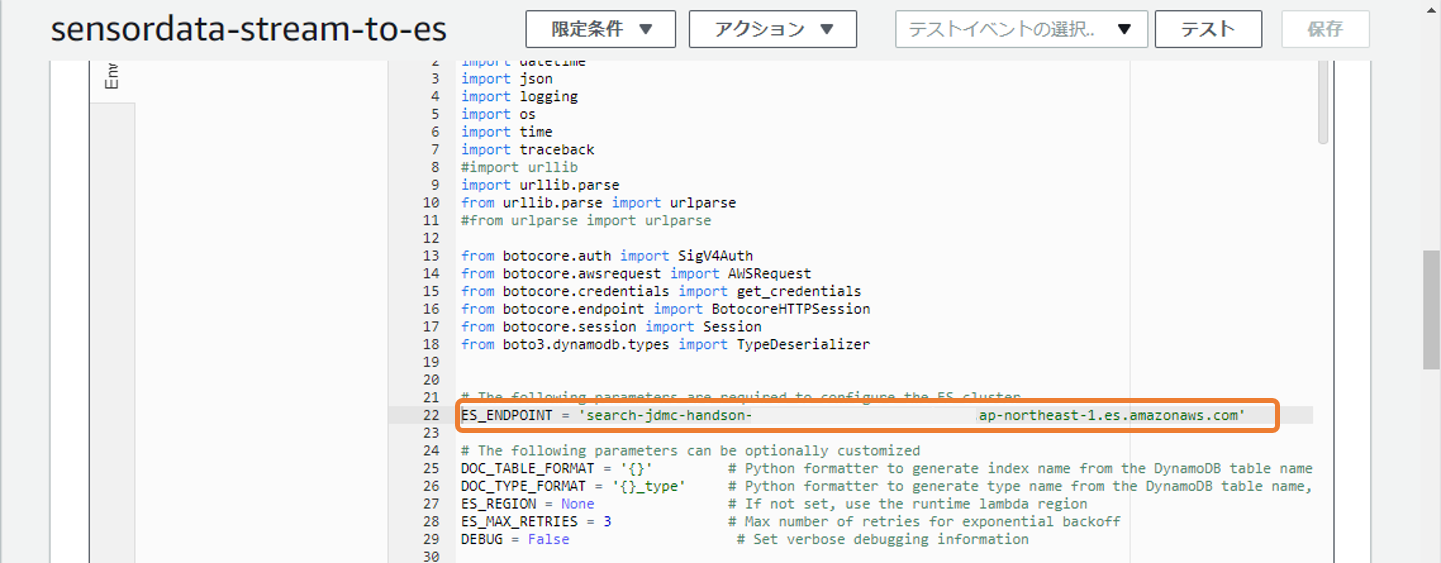 sensordata-stream-to-es
限定条件 ▼
アクション ▼
テストイベントの選択.. ▼
テスト
保存
Env
2 import datetime
3 import json
4 import logging
5 import os
6 import time
7 import traceback
8 #import urllib
9 import urllib.parse
10 from urllib.parse import urlparse
11 #from urlparse import urlparse
12
13 from botocore.auth import SigV4Auth
14 from botocore.awsrequest import AWSRequest
15 from botocore.credentials import get_credentials
16 from botocore.endpoint import BotocoreHTTPSession
17 from botocore.session import Session
18 from boto3.dynamodb.types import TypeDeserializer
19
20
21 # The following parameters are required to configure the ES cluster
22 ES_ENDPOINT = 'search-jdmc-handson- ap-northeast-1.es.amazonaws.com'
23
24 # The following parameters can be optionally customized
25 DOC_TABLE_FORMAT = '{}' # Python formatter to generate index name from the DynamoDB table name
26 DOC_TYPE_FORMAT = '{}_type' # Python formatter to generate type name from the DynamoDB table name,
27 ES_REGION = None # If not set, use the runtime lambda region
28 ES_MAX_RETRIES = 3 # Max number of retries for exponential backoff
29 DEBUG = False # Set verbose debugging information
30